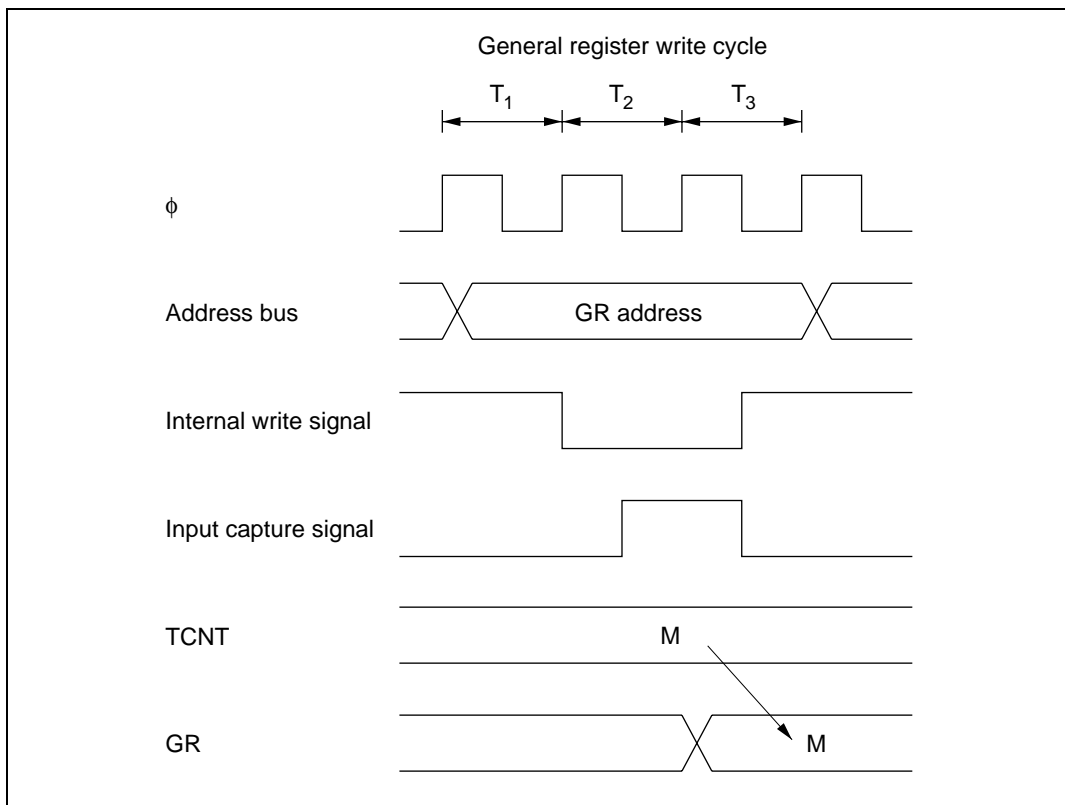 General register write cycle
T1 T2 T3
ϕ
Address bus GR address
Internal write signal
Input capture signal
TCNT M
GR M